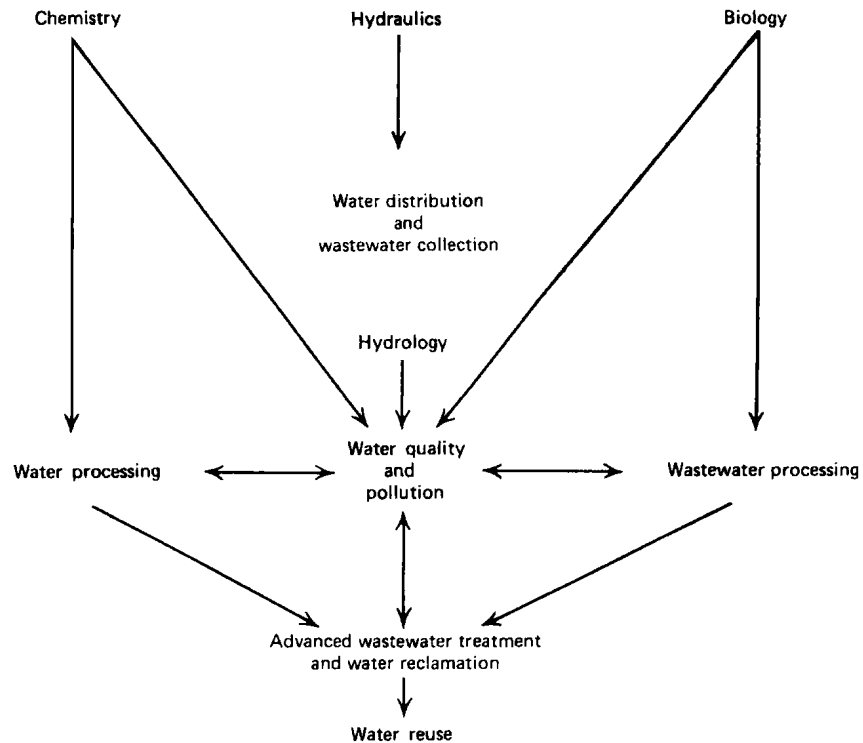 Chemistry
Hydraulics
Biology
Water distribution
and
wastewater collection
Hydrology
Water processing
Water quality
and
pollution
Wastewater processing
Advanced wastewater treatment
and water reclamation
Water reuse